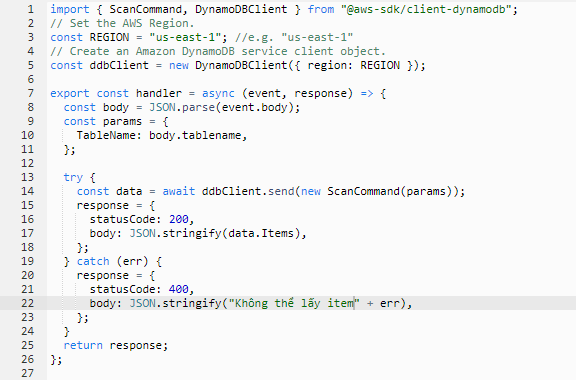 1 import { ScanCommand, DynamoDBClient } from "@aws-sdk/client-dynamodb";
2 // Set the AWS Region.
3 const REGION = "us-east-1"; //e.g. "us-east-1"
4 // Create an Amazon DynamoDB service client object.
5 const ddbClient = new DynamoDBClient({ region: REGION });
6
7 export const handler = async (event, response) => {
8   const body = JSON.parse(event.body);
9   const params = {
10     TableName: body.tablename,
11   };
12
13   try {
14     const data = await ddbClient.send(new ScanCommand(params));
15     response = {
16       statusCode: 200,
17       body: JSON.stringify(data.Items),
18     };
19   } catch (err) {
20     response = {
21       statusCode: 400,
22       body: JSON.stringify("Không thể lấy item" + err),
23     };
24   }
25   return response;
26 };
27